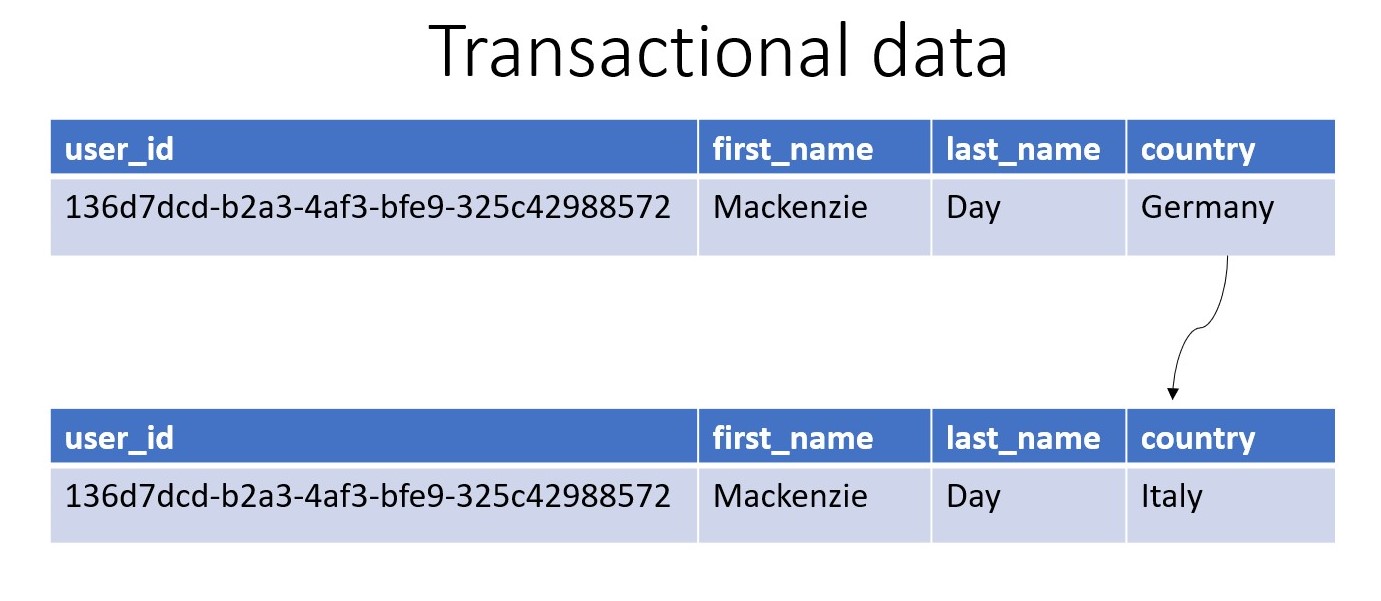 Transactional data
user_id first_name last_name country
136d7dcd-b2a3-4af3-bfe9-325c42988572 Mackenzie Day Germany
user_id first_name last_name country
136d7dcd-b2a3-4af3-bfe9-325c42988572 Mackenzie Day Italy